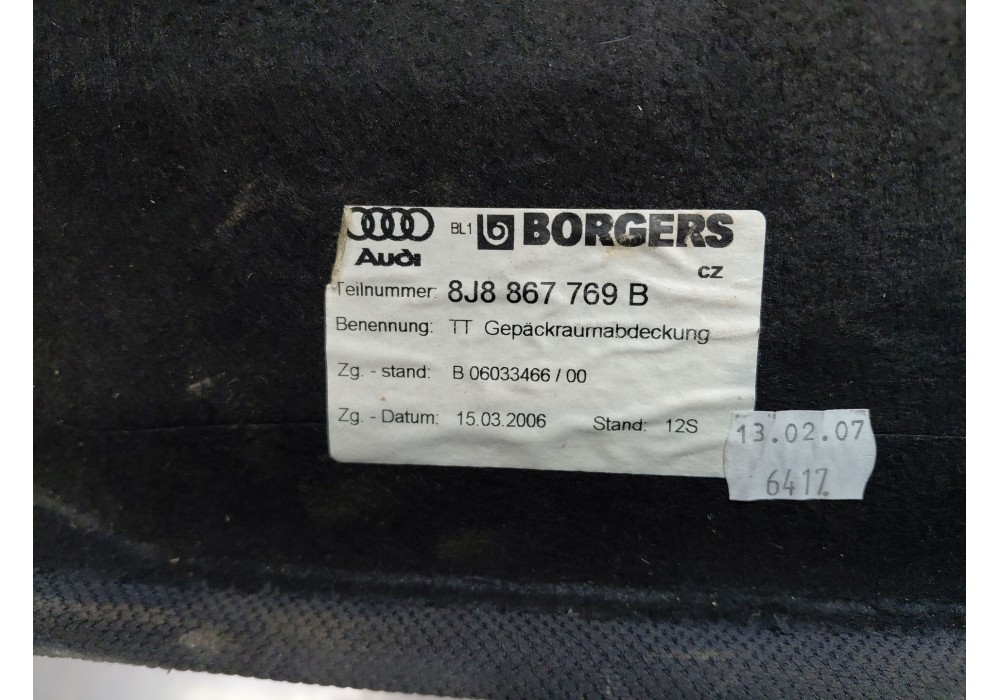 Audi
BL1 BORGERS
CZ
Teilnummer: 8J8 867 769 B
Benennung: TT Gepäckraumabdeckung
Zg. - stand: B 06033466 / 00
Zg. - Datum: 15.03.2006 Stand: 12S
13.02.07
6417.